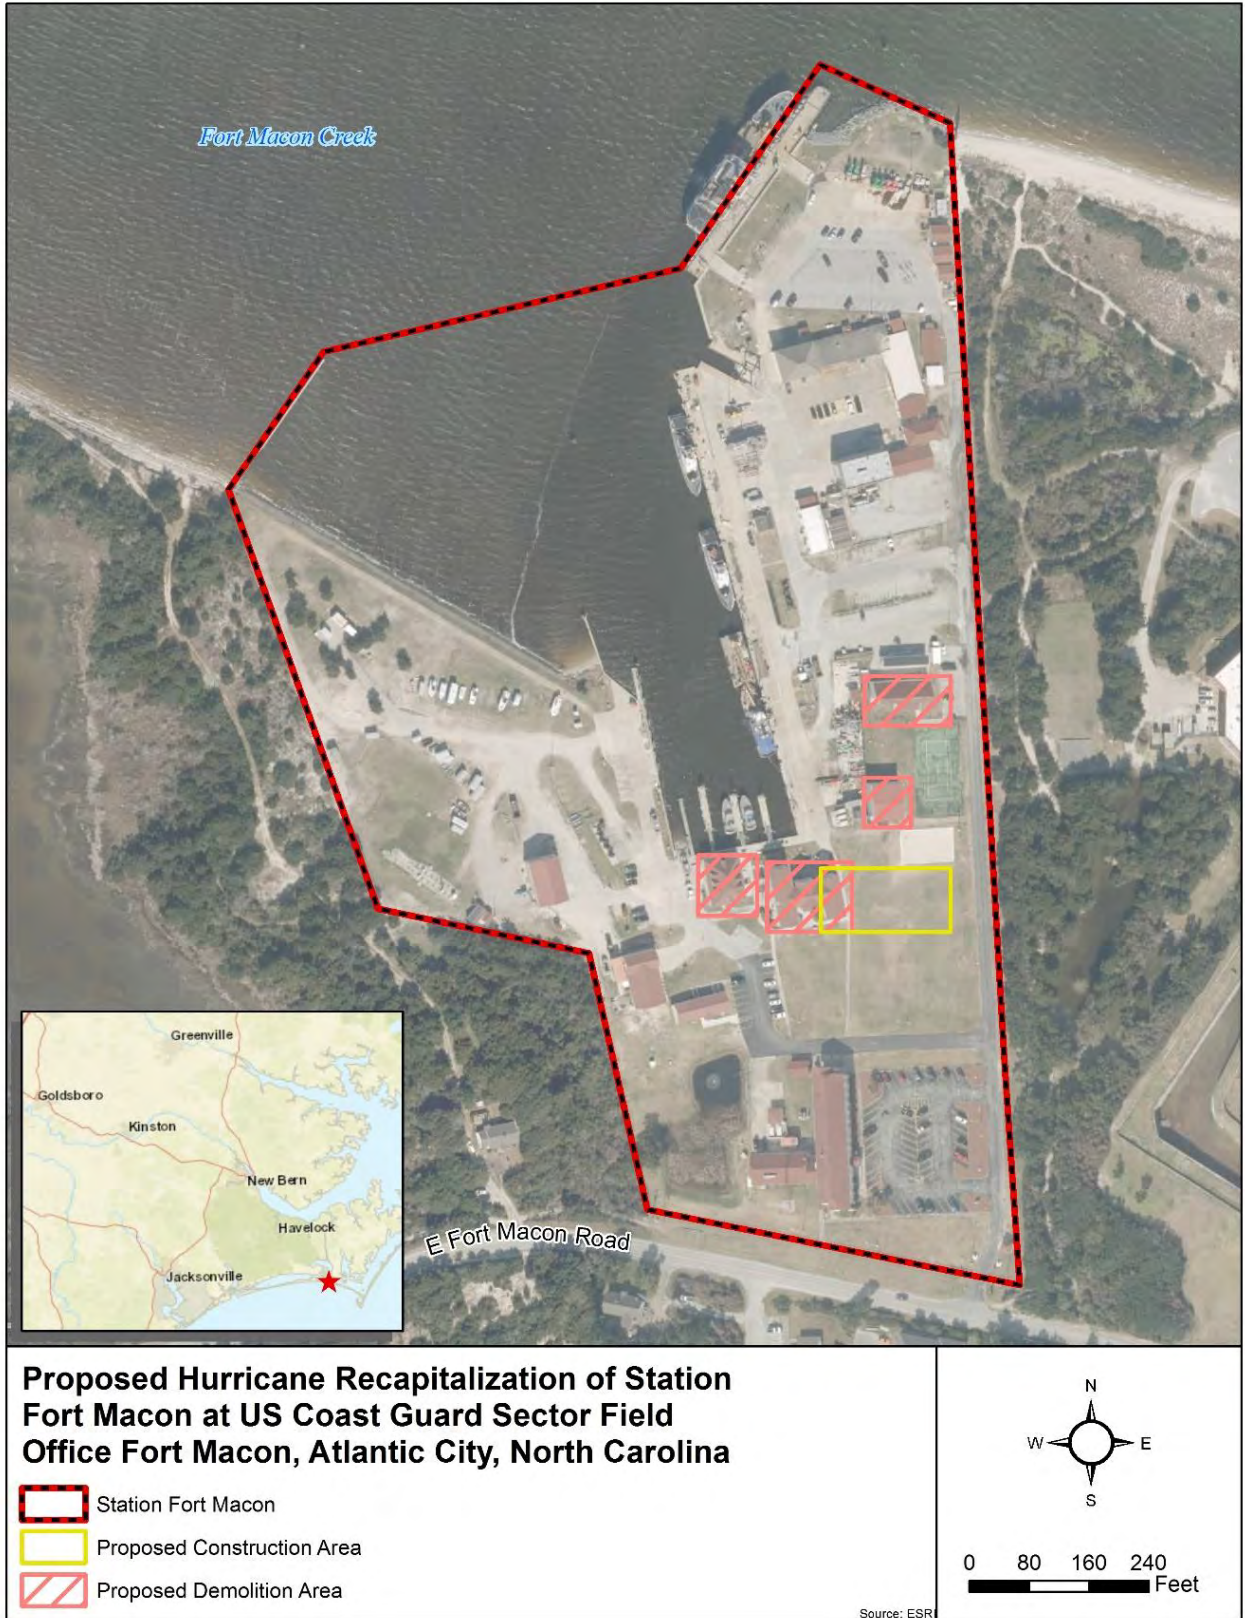 Fort Macon Creek
Greenville
Goldsboro
Kinston
New Bern
Havelock
Jacksonville
E Fort Macon Road
Proposed Hurricane Recapitalization of Station
Fort Macon at US Coast Guard Sector Field
Office Fort Macon, Atlantic City, North Carolina
Station Fort Macon
Proposed Construction Area
Proposed Demolition Area
N
W E
S
0 80 160 240
Feet
Source: ESRI